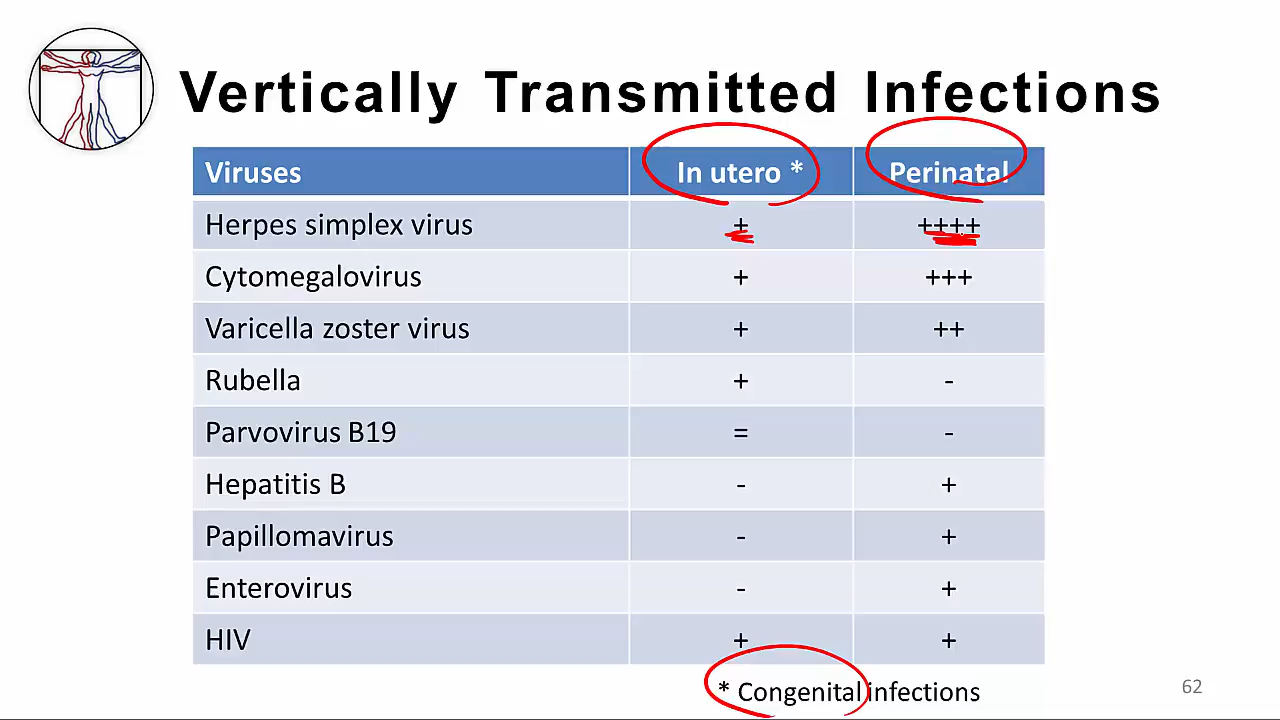 Vertically Transmitted Infections
Viruses In utero * Perinatal
Herpes simplex virus + ++++
Cytomegalovirus + +++
Varicella zoster virus + ++
Rubella + -
Parvovirus B19 = -
Hepatitis B - +
Papillomavirus - +
Enterovirus - +
HIV + +
* Congenital infections
62